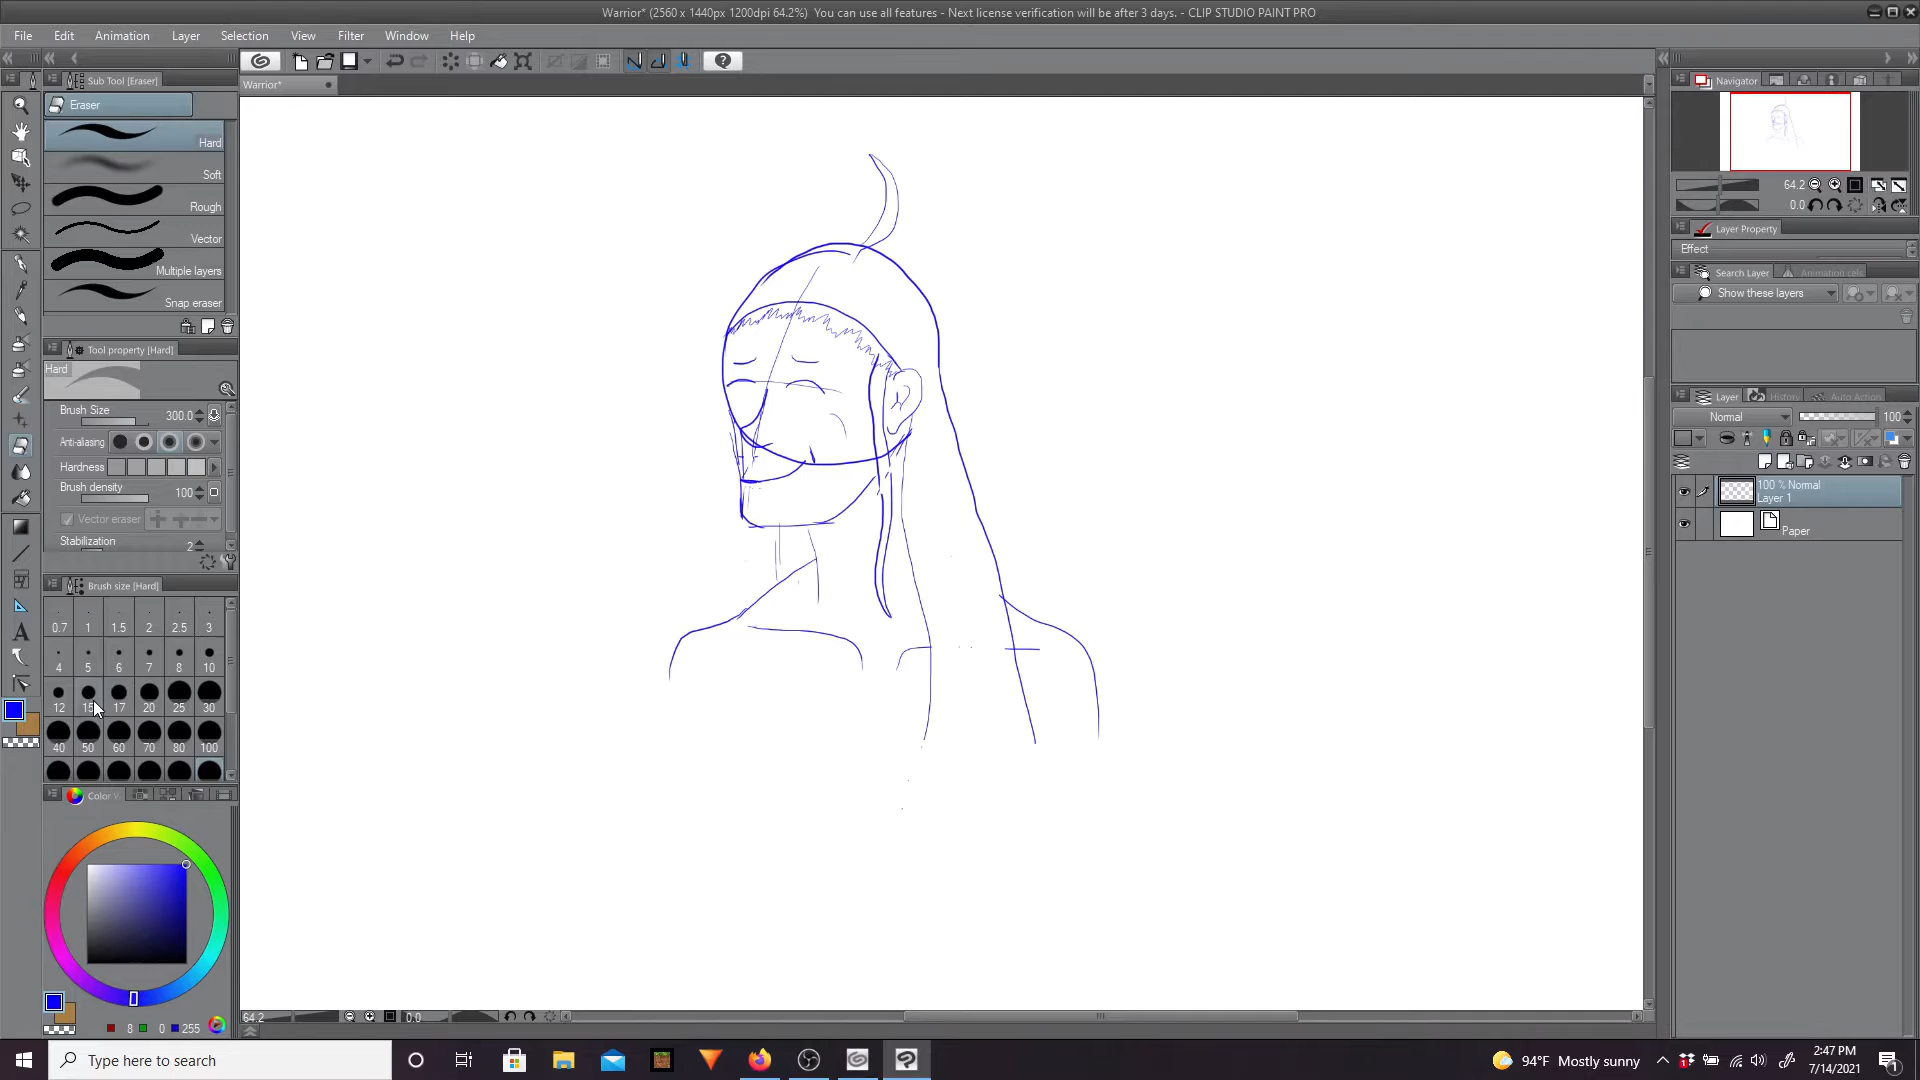 Warrior* (2560 x 1440px 1200dpi 64.2%)  You can use all features - Next license verification will be after 3 days. - CLIP STUDIO PAINT PRO
File Edit Animation Layer Selection View Filter Window Help
Sub Tool [Eraser]
Eraser
Hard
Soft
Rough
Vector
Multiple layers
Snap eraser
Tool property [Hard]
Hard
Brush Size 300.0
Anti-aliasing
Hardness
Brush density 100
Vector eraser
Stabilization 2
Brush size [Hard]
0.7 1 1.5 2 2.5 3
4 5 6 7 8 10
12 15 17 20 25 30
40 50 60 70 80 100
Color
8 0 255
Warrior*
64.2 0.0
Navigator
64.2
0.0
Layer Property
Effect
Search Layer Animation cels
Show these layers
Layer History Auto Action
Normal 100
100 % Normal
Layer 1
Paper
Type here to search
94°F Mostly sunny
2:47 PM
7/14/2021
1